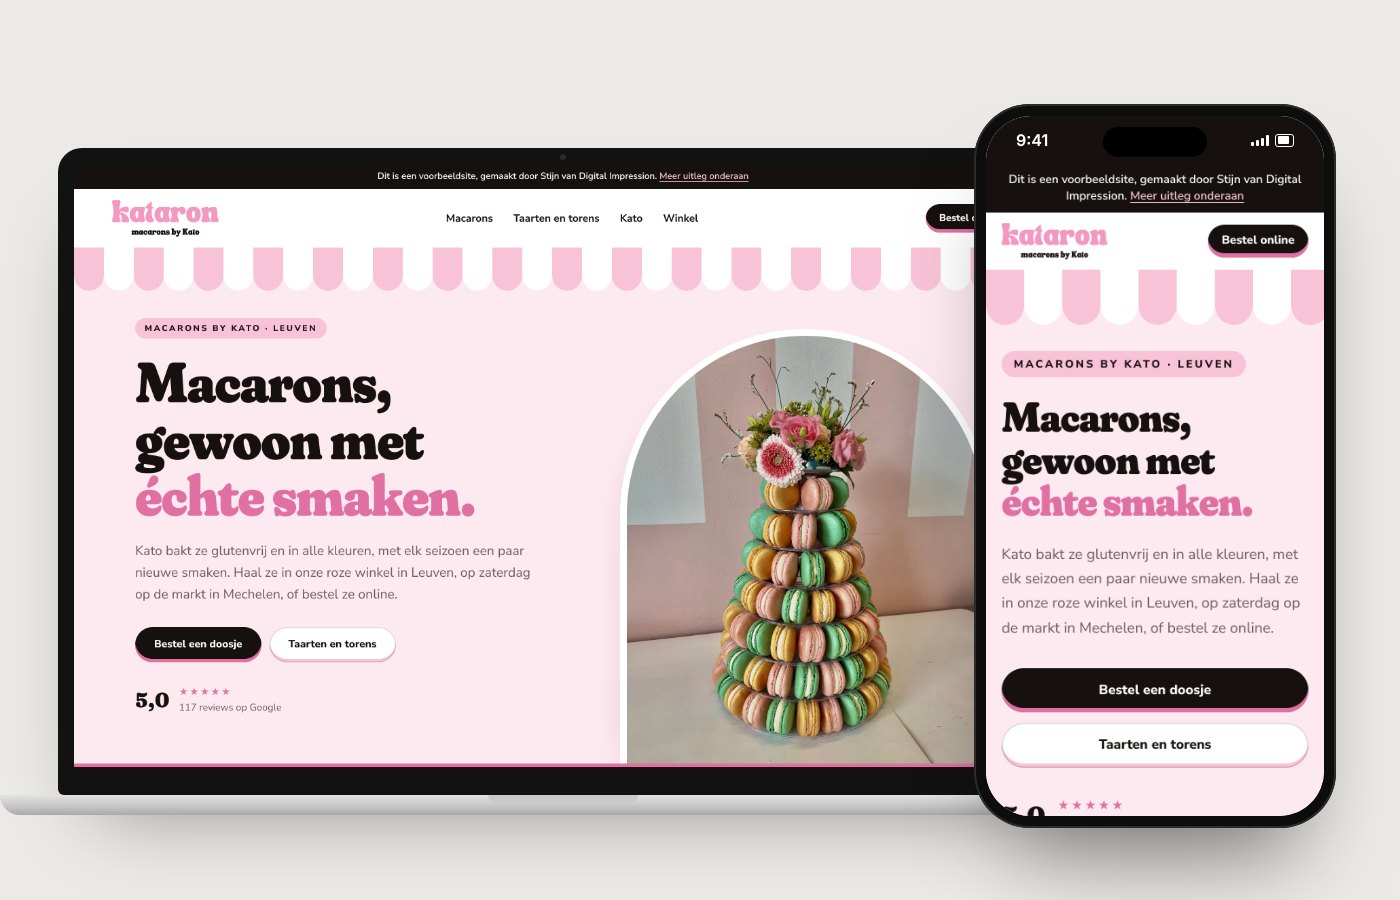 Dit is een voorbeeldsite, gemaakt door Stijn van Digital Impression. Meer uitleg onderaan
kataron
macarons by Kato
Macarons
Taarten en torens
Kato
Winkel
Bestel
MACARONS BY KATO · LEUVEN
Macarons,
gewoon met
échte smaken.
Kato bakt ze glutenvrij en in alle kleuren, met elk seizoen een paar
nieuwe smaken. Haal ze in onze roze winkel in Leuven, op zaterdag
op de markt in Mechelen, of bestel ze online.
Bestel een doosje
Taarten en torens
5,0
★★★★★
117 reviews op Google
9:41
Dit is een voorbeeldsite, gemaakt door Stijn van Digital
Impression. Meer uitleg onderaan
kataron
macarons by Kato
Bestel online
MACARONS BY KATO · LEUVEN
Macarons,
gewoon met
échte smaken.
Kato bakt ze glutenvrij en in alle kleuren, met
elk seizoen een paar nieuwe smaken. Haal ze
in onze roze winkel in Leuven, op zaterdag op
de markt in Mechelen, of bestel ze online.
Bestel een doosje
Taarten en torens
★★★★★